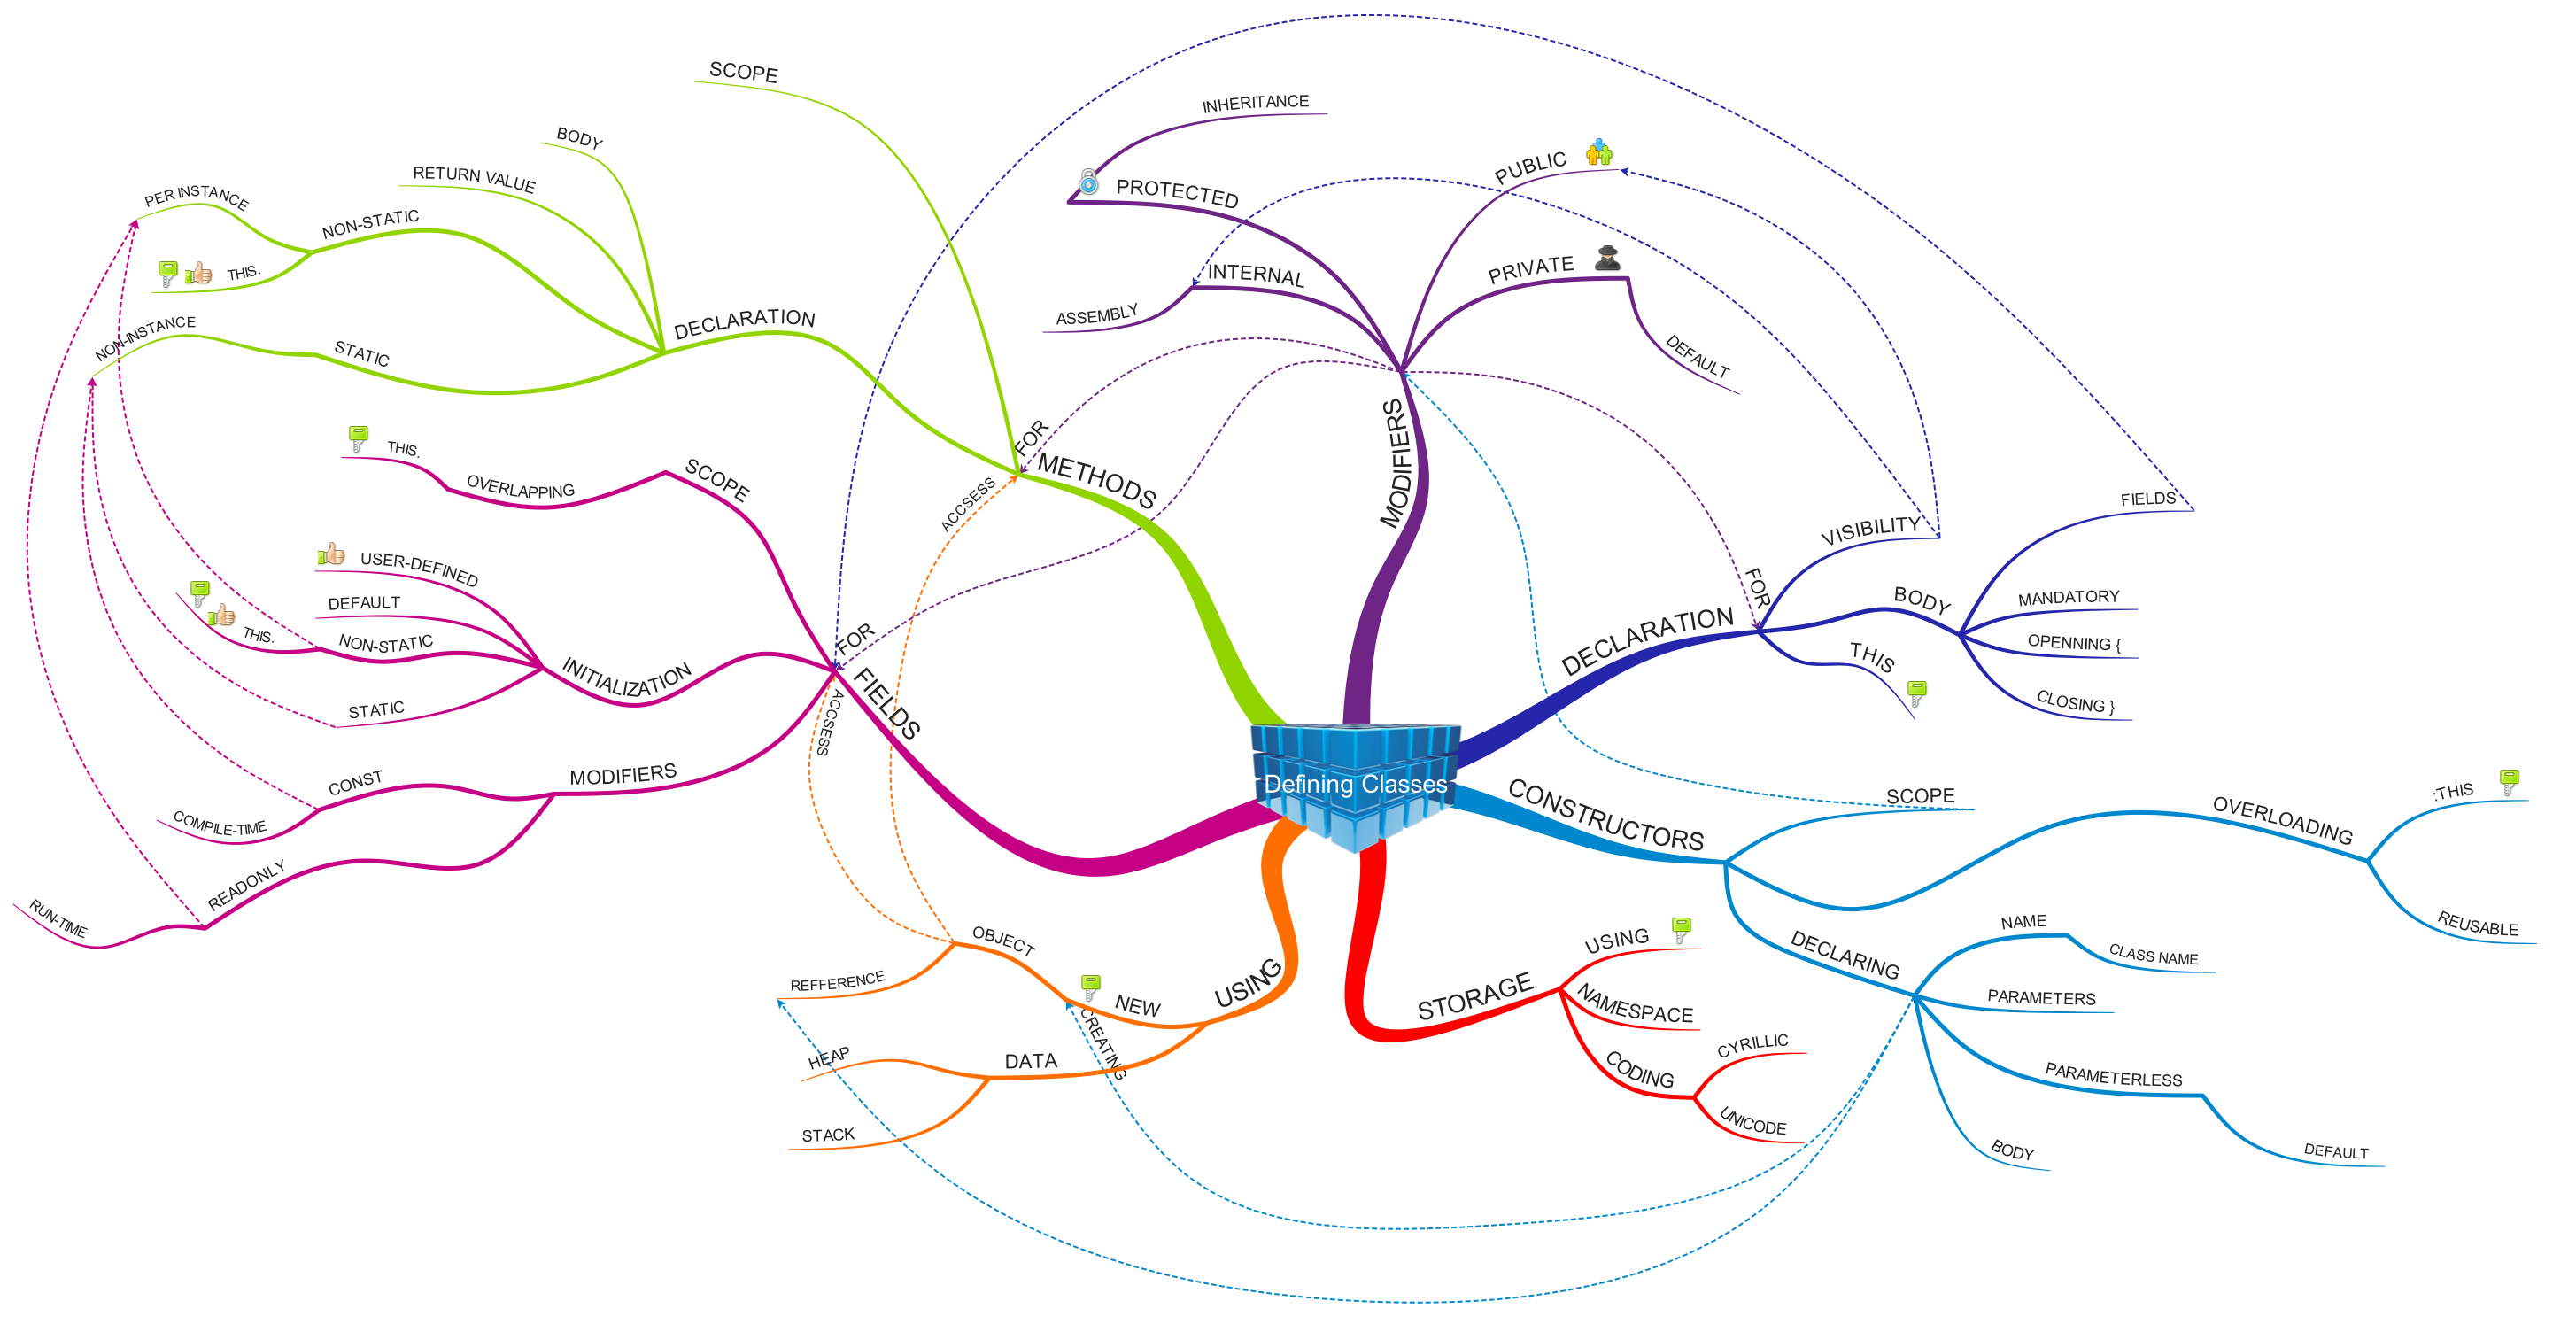 Defining Classes
METHODS
FOR
ACCSESS
SCOPE
DECLARATION
BODY
RETURN VALUE
NON-STATIC
PER INSTANCE
THIS.
STATIC
NON-INSTANCE
MODIFIERS
PROTECTED
INHERITANCE
INTERNAL
ASSEMBLY
PUBLIC
PRIVATE
DEFAULT
DECLARATION
FOR
VISIBILITY
BODY
FIELDS
MANDATORY
OPENNING {
CLOSING }
THIS
CONSTRUCTORS
SCOPE
OVERLOADING
:THIS
REUSABLE
DECLARING
NAME
CLASS NAME
PARAMETERS
PARAMETERLESS
DEFAULT
BODY
STORAGE
USING
NAMESPACE
CODING
CYRILLIC
UNICODE
USING
NEW
CREATING
OBJECT
REFFERENCE
DATA
HEAP
STACK
FIELDS
FOR
ACCSESS
SCOPE
OVERLAPPING
THIS.
INITIALIZATION
USER-DEFINED
DEFAULT
NON-STATIC
THIS.
STATIC
MODIFIERS
CONST
COMPILE-TIME
READONLY
RUN-TIME